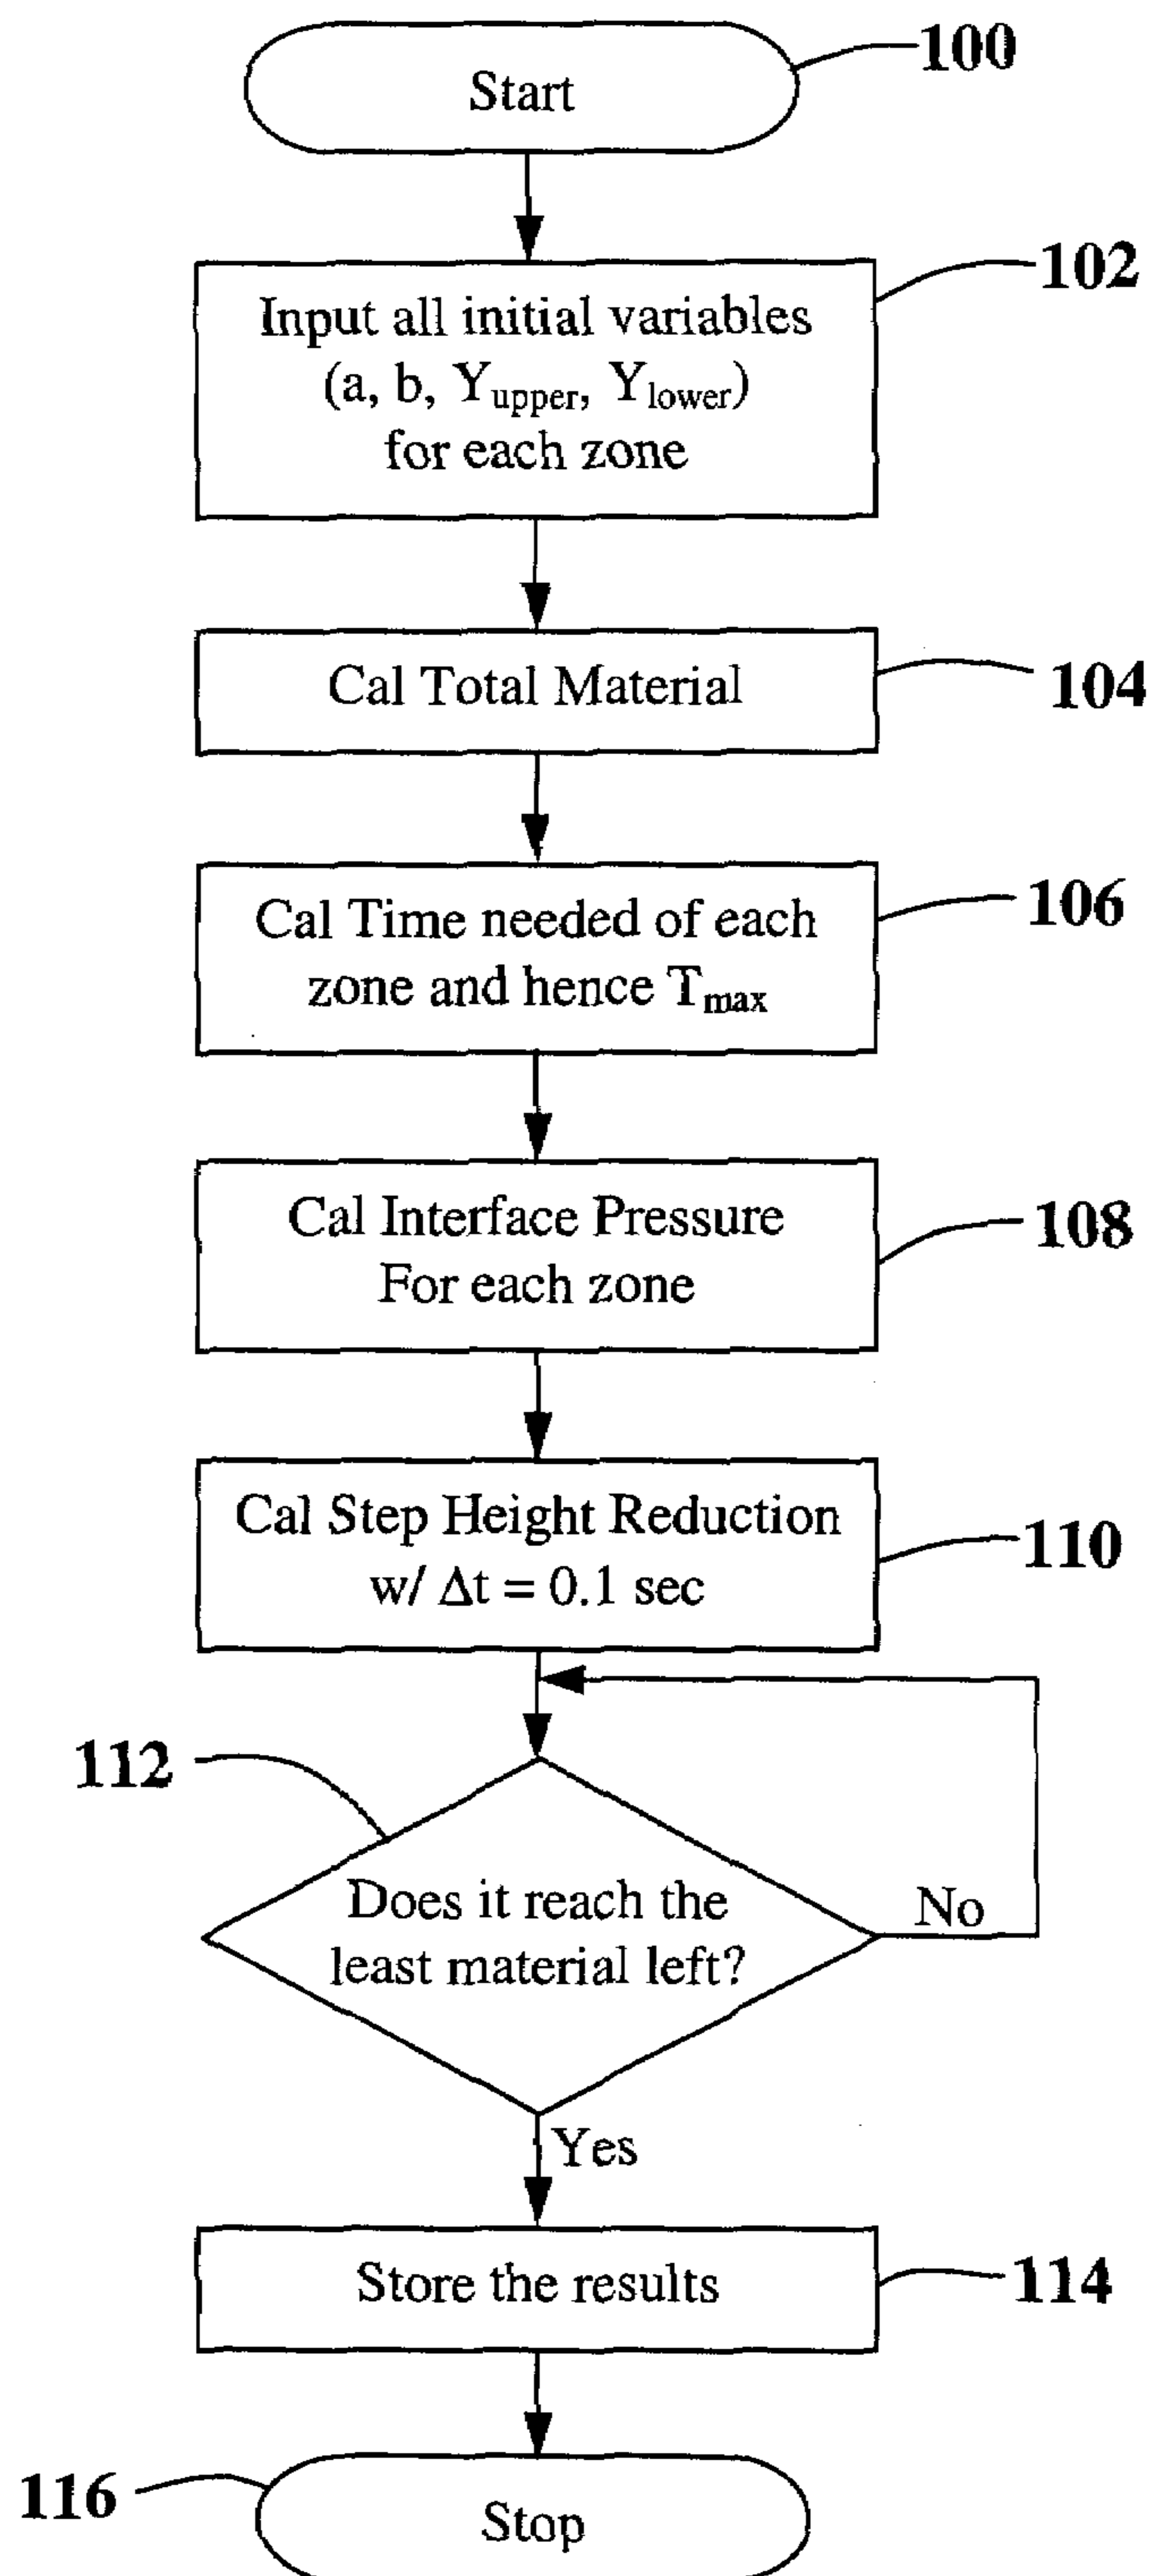 100
Start
102
Input all initial variables
(a, b, Yupper, Ylower)
for each zone
Cal Total Material
104
Cal Time needed of each
zone and hence Tmax
106
Cal Interface Pressure
For each zone
108
Cal Step Height Reduction
w/ Δt = 0.1 sec
110
112
Does it reach the
least material left?
No
Yes
Store the results
114
116
Stop